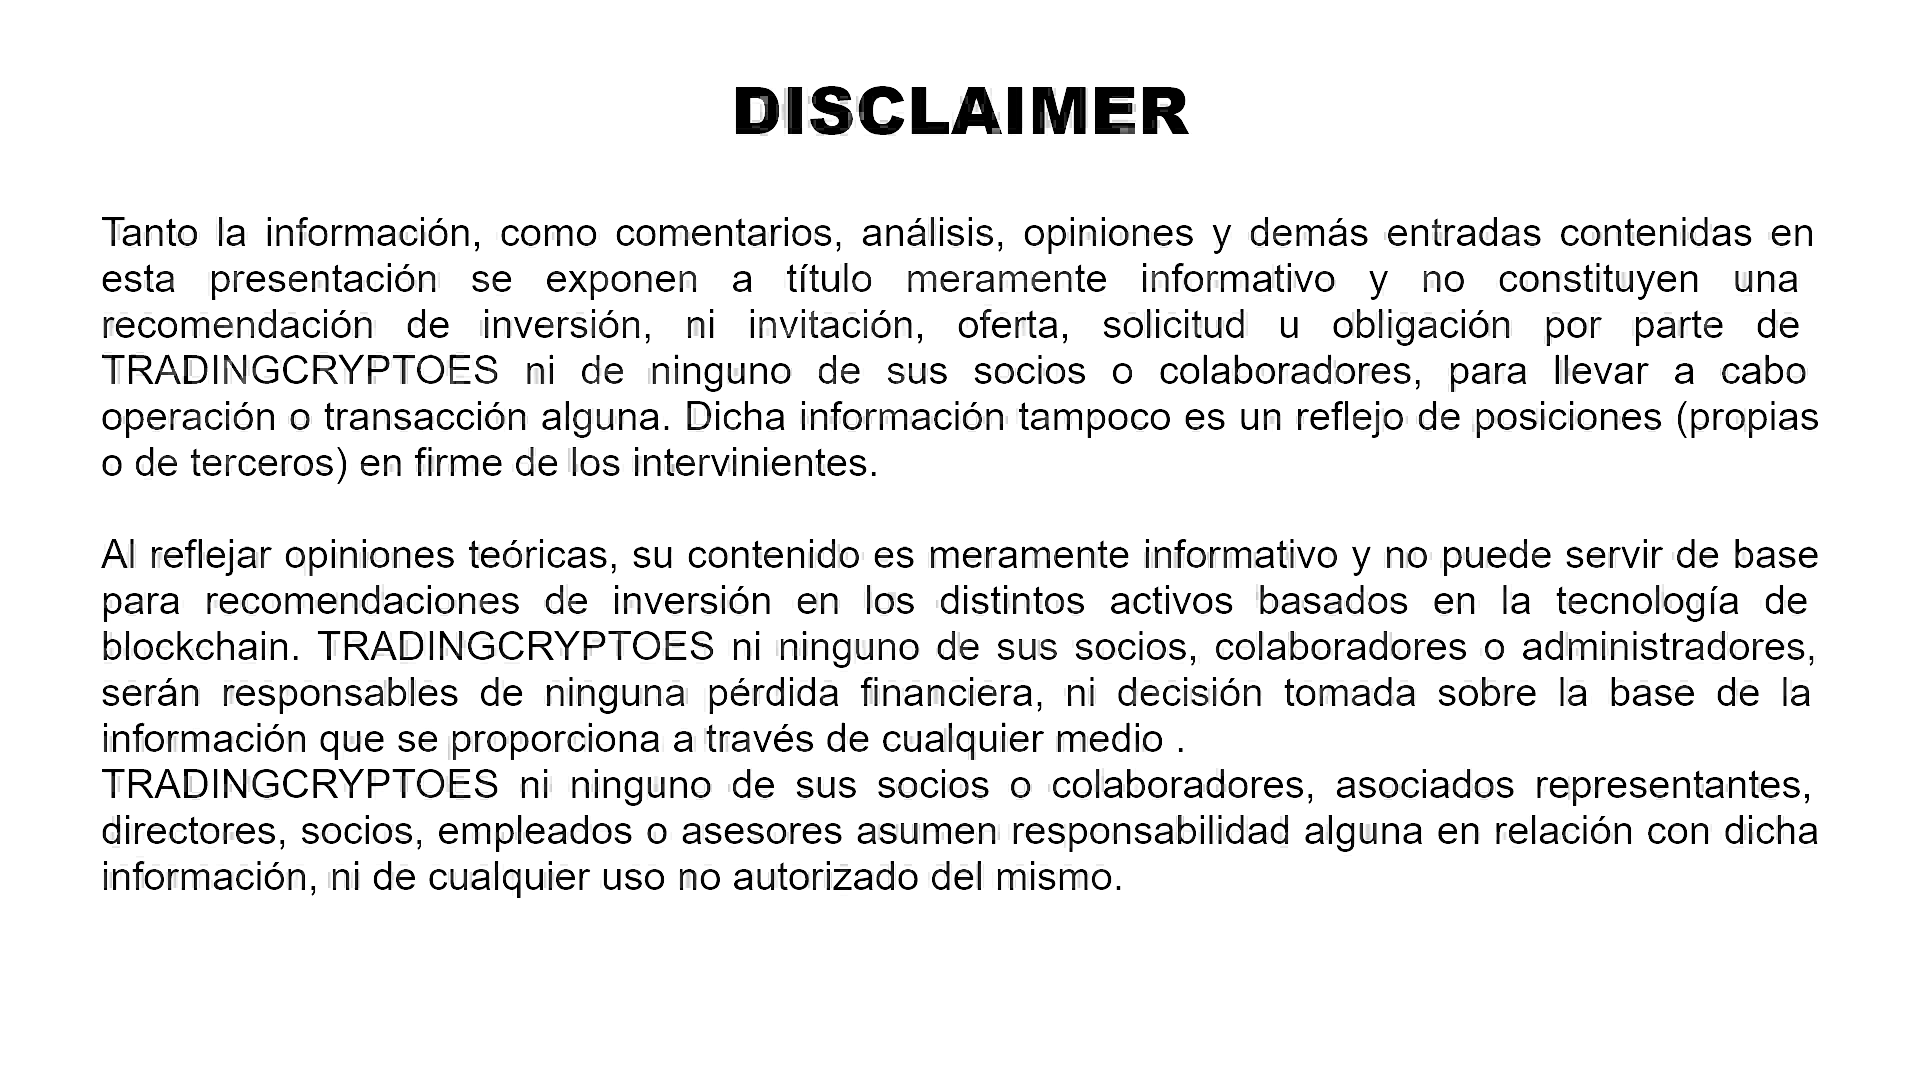 DISCLAIMER
Tanto la información, como comentarios, análisis, opiniones y demás entradas contenidas en
esta presentación se exponen a título meramente informativo y no constituyen una
recomendación de inversión, ni invitación, oferta, solicitud u obligación por parte de
TRADINGCRYPTOES ni de ninguno de sus socios o colaboradores, para llevar a cabo
operación o transacción alguna. Dicha información tampoco es un reflejo de posiciones (propias
o de terceros) en firme de los intervinientes.
Al reflejar opiniones teóricas, su contenido es meramente informativo y no puede servir de base
para recomendaciones de inversión en los distintos activos basados en la tecnología de
blockchain. TRADINGCRYPTOES ni ninguno de sus socios, colaboradores o administradores,
serán responsables de ninguna pérdida financiera, ni decisión tomada sobre la base de la
información que se proporciona a través de cualquier medio .
TRADINGCRYPTOES ni ninguno de sus socios o colaboradores, asociados representantes,
directores, socios, empleados o asesores asumen responsabilidad alguna en relación con dicha
información, ni de cualquier uso no autorizado del mismo.